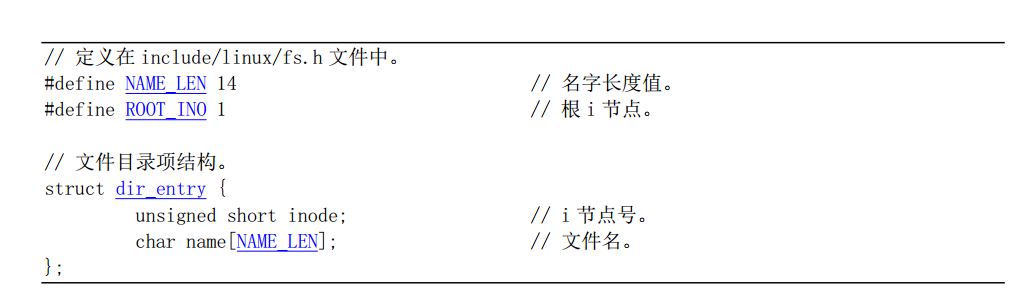 // 定义在 include/linux/fs.h 文件中。
#define NAME_LEN 14 // 名字长度值。
#define ROOT_INO 1 // 根 i 节点。
// 文件目录项结构。
struct dir_entry {
unsigned short inode; // i 节点号。
char name[NAME_LEN]; // 文件名。
};